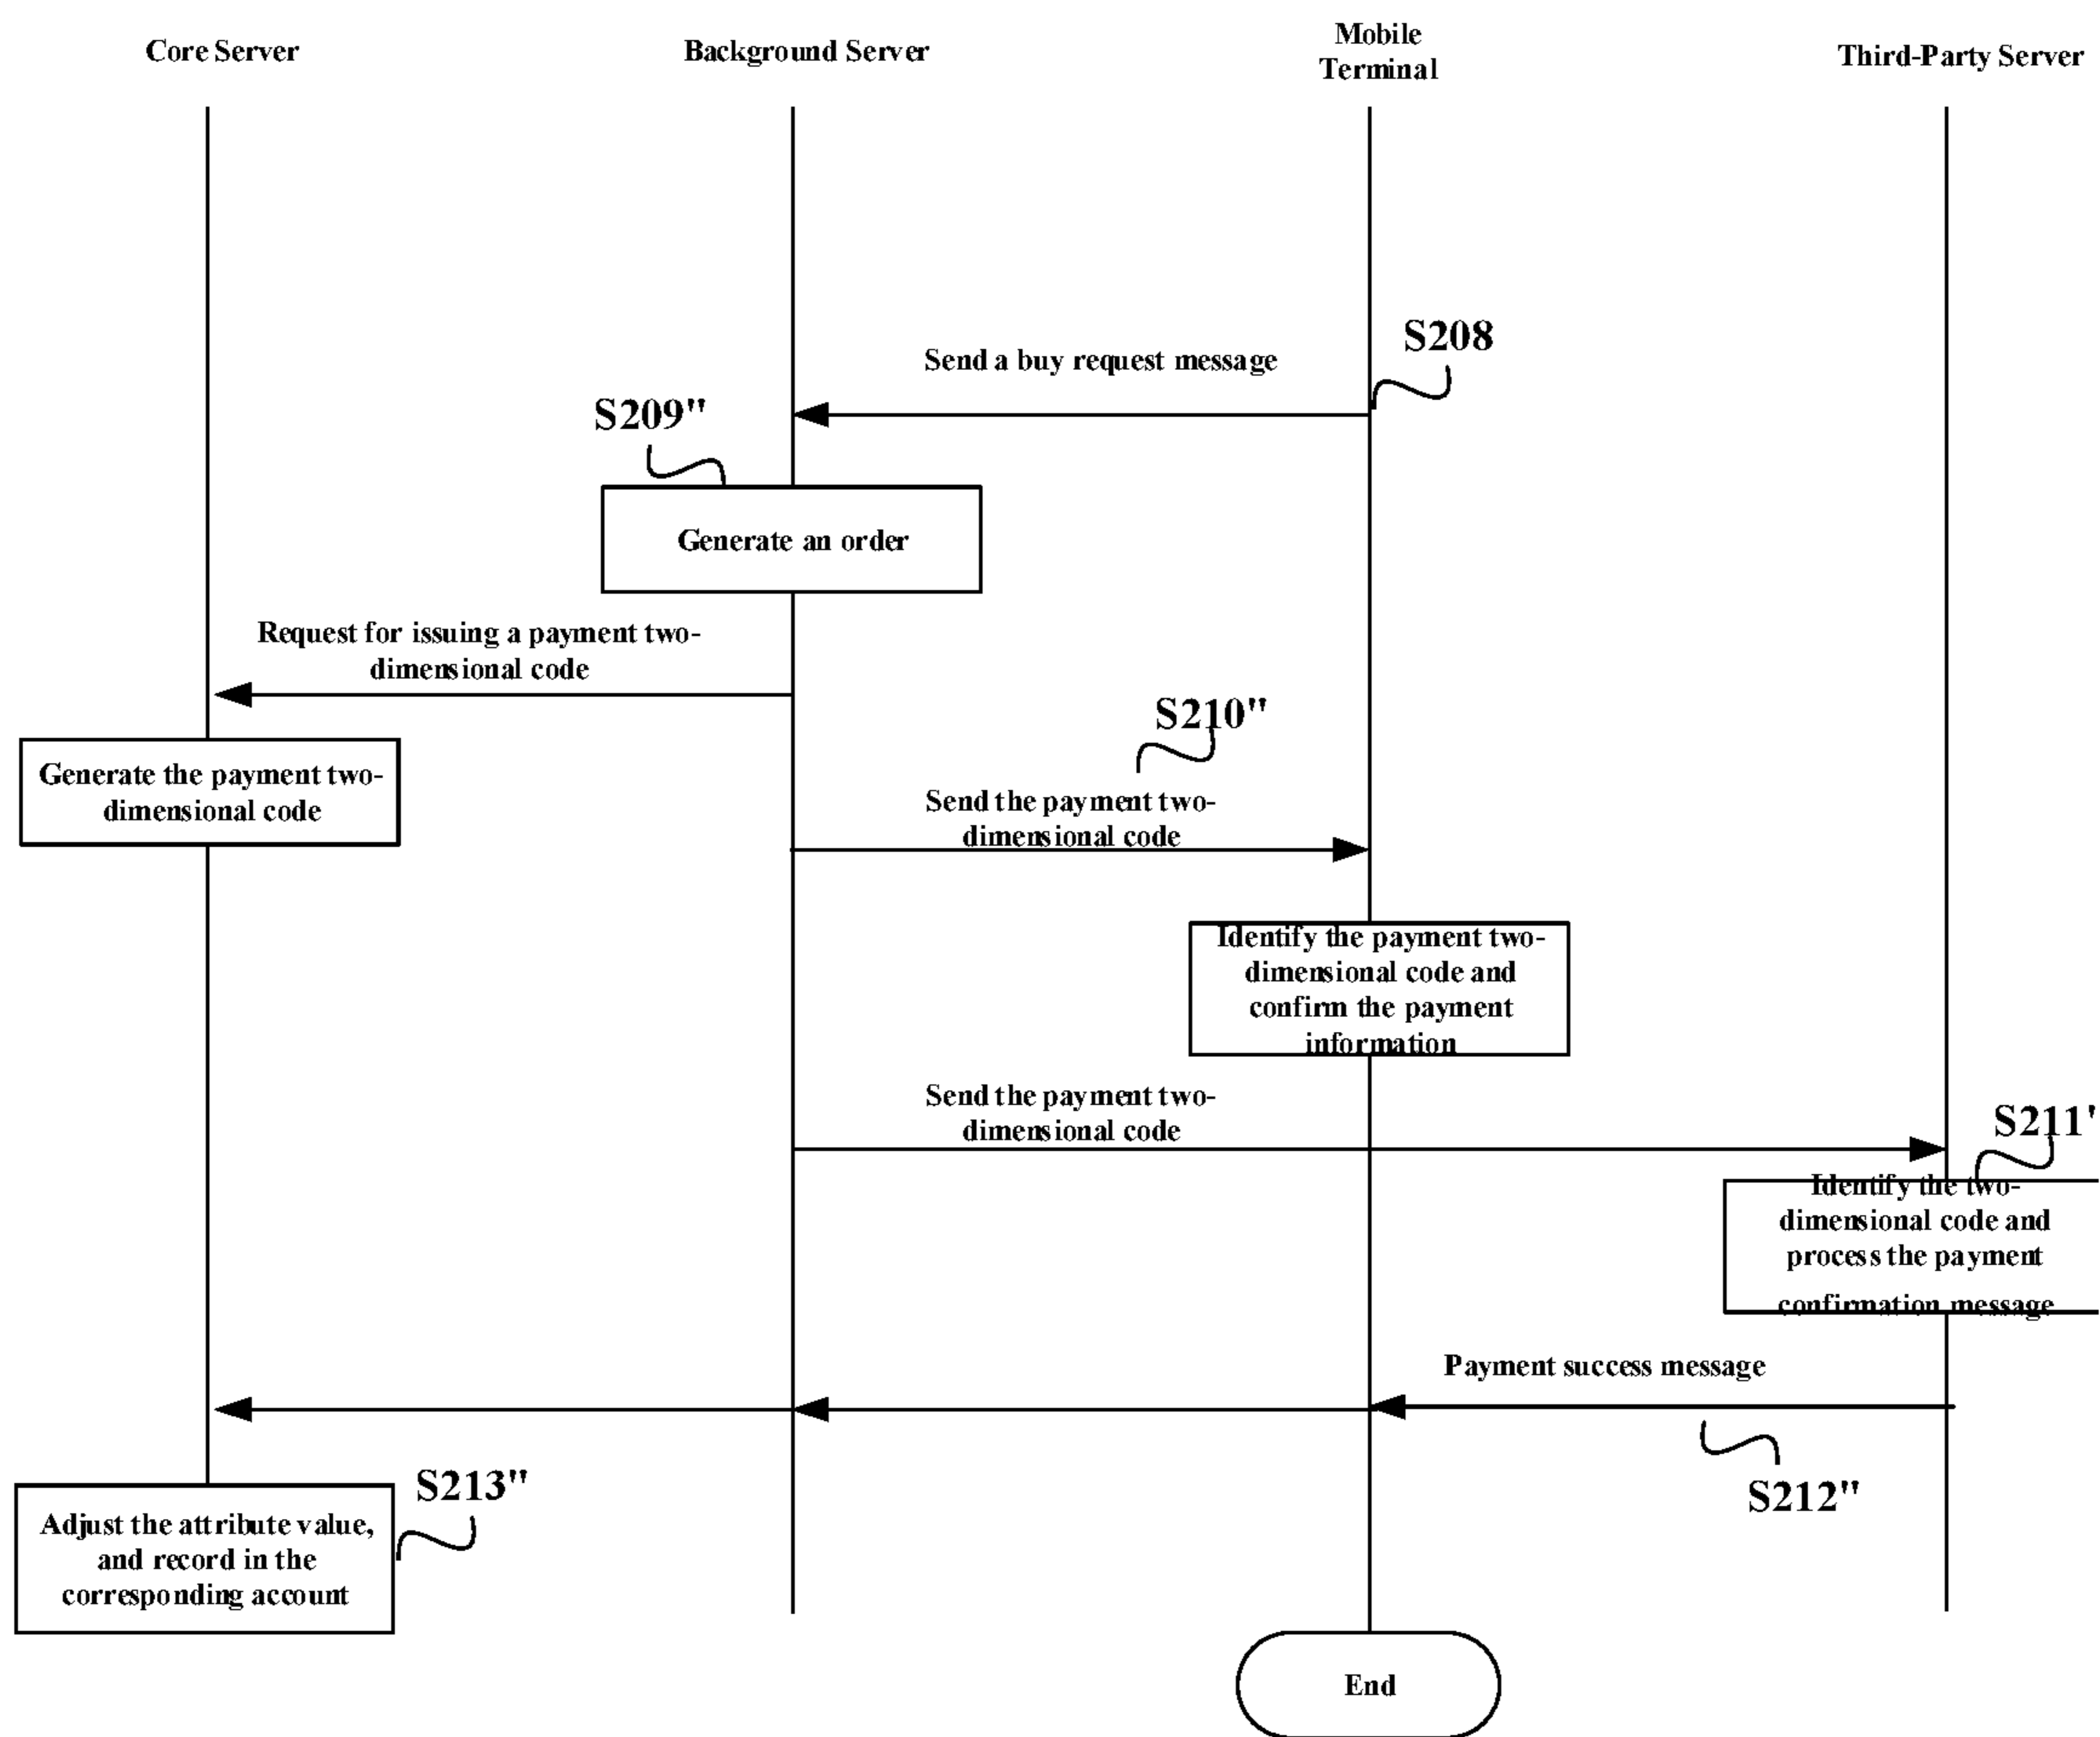 Core Server
Background Server
Mobile
Terminal
Third-Party Server
S208
Send a buy request message
S209"
Generate an order
Request for issuing a payment two-
dimensional code
S210"
Generate the payment two-
dimensional code
Send the payment two-
dimensional code
Identify the payment two-
dimensional code and
confirm the payment
information
Send the payment two-
dimensional code
S211'
Identify the two-
dimensional code and
process the payment
confirmation message
Payment success message
S212"
S213"
Adjust the attribute value,
and record in the
corresponding account
End